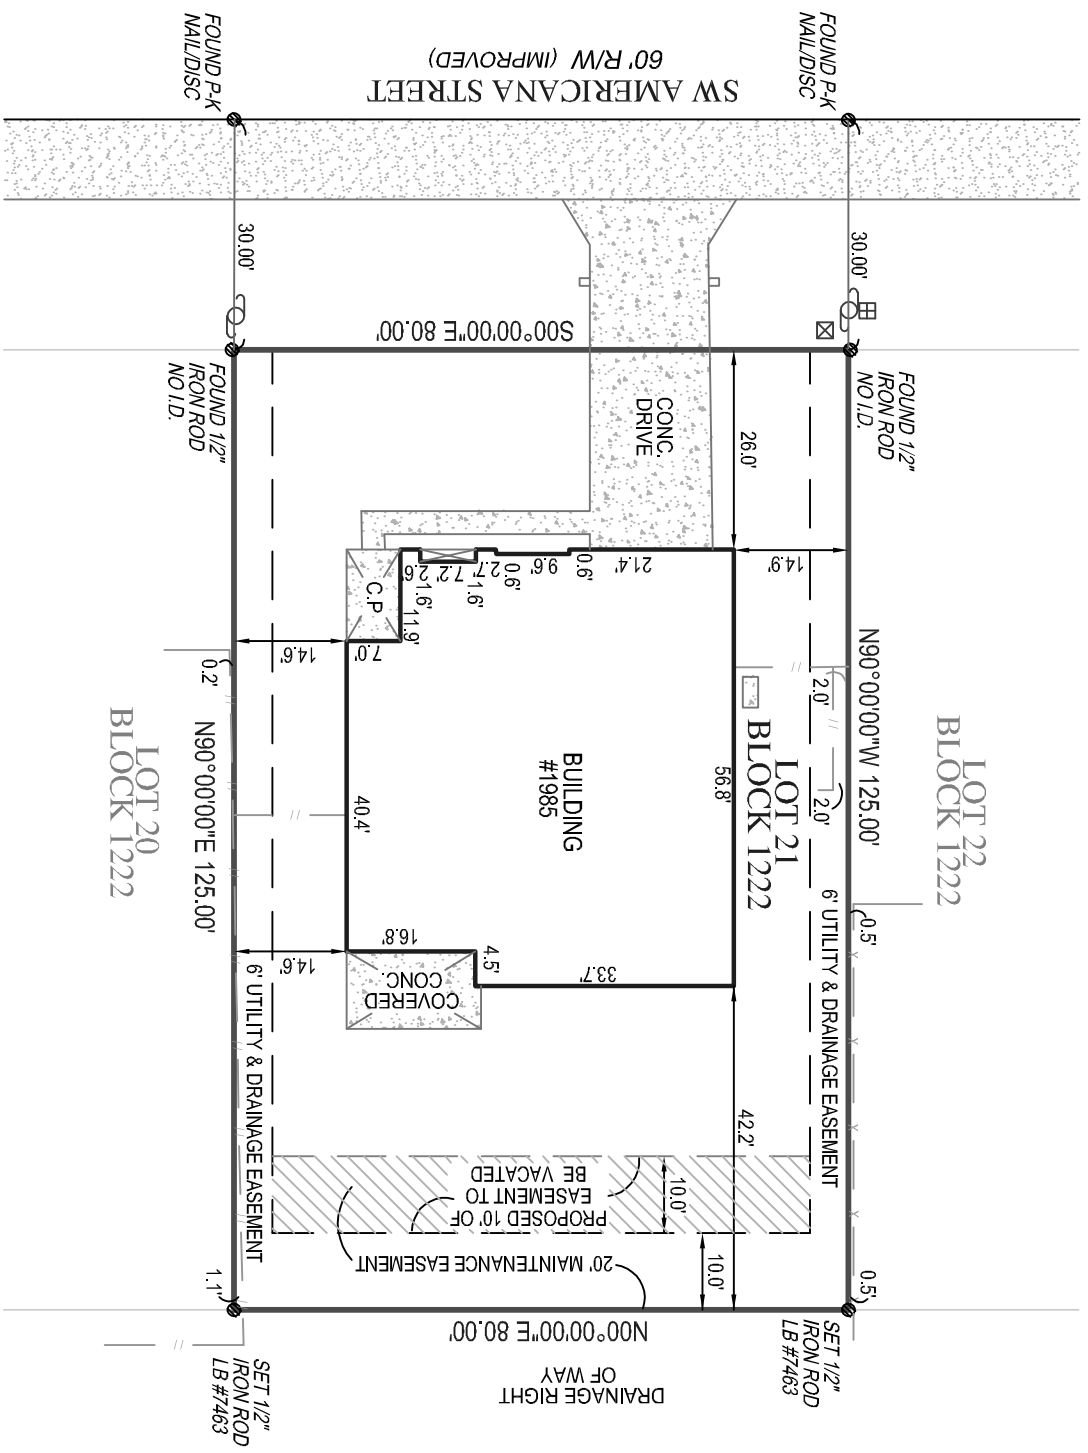 FOUND P-K
NAIL/DISC
60' R/W (IMPROVED)
SW AMERICANA STREET
FOUND P-K
NAIL/DISC
30.00'
30.00'
S00°00'00"E 80.00'
FOUND 1/2"
IRON ROD
NO I.D.
FOUND 1/2"
IRON ROD
NO I.D.
CONC.
DRIVE
26.0'
14.9'
21.4'
0.6'
9.6'
0.6'
2.7'
1.6'
7.2'
1.6'
2.6'
11.9'
C.P
7.0'
14.6'
0.2'
N90°00'00"W 125.00'
2.0'
2.0'
LOT 20
BLOCK 1222
N90°00'00"E 125.00'
BUILDING
#1985
56.8'
LOT 21
BLOCK 1222
LOT 22
BLOCK 1222
40.4'
16.8'
4.5'
33.7'
14.6'
COVERED
CONC.
0.5'
6' UTILITY & DRAINAGE EASEMENT
6' UTILITY & DRAINAGE EASEMENT
42.2'
PROPOSED 10' OF
EASEMENT TO
BE VACATED
10.0'
10.0'
20' MAINTENANCE EASEMENT
1.1'
0.5'
N00°00'00"E 80.00'
SET 1/2"
IRON ROD
LB #7463
SET 1/2"
IRON ROD
LB #7463
DRAINAGE RIGHT
OF WAY